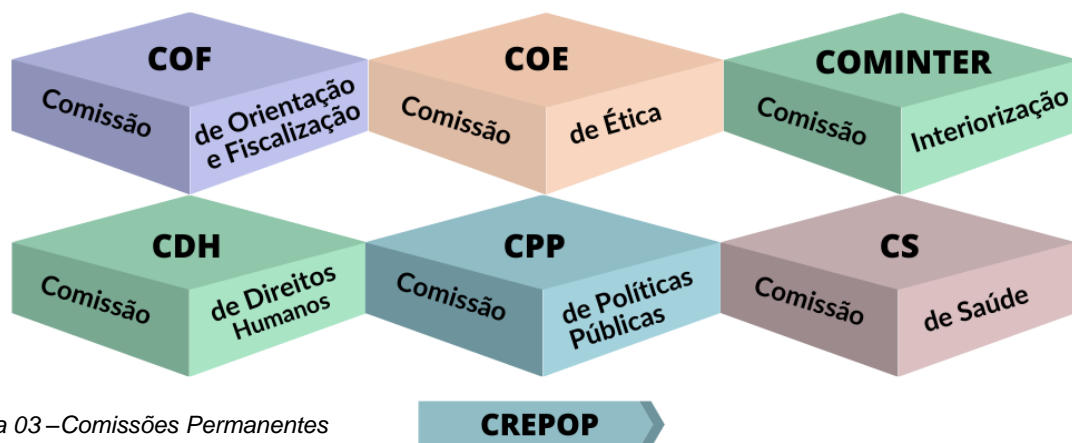 COF
Comissão
de Orientação
e Fiscalização
COE
Comissão
de Ética
COMINTER
Comissão
Interiorização
CDH
Comissão
de Direitos
Humanos
CPP
Comissão
de Políticas
Públicas
CS
Comissão
de Saúde
a 03 –Comissões Permanentes
CREPOP